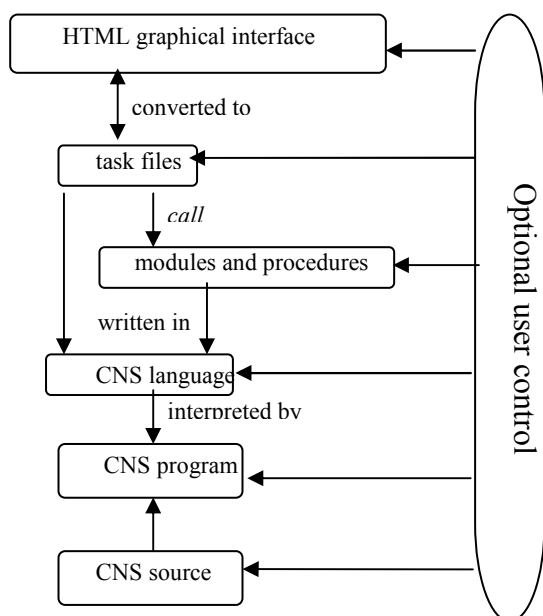 HTML graphical interface
converted to
task files
call
modules and procedures
written in
CNS language
interpreted by
CNS program
CNS source
Optional user control